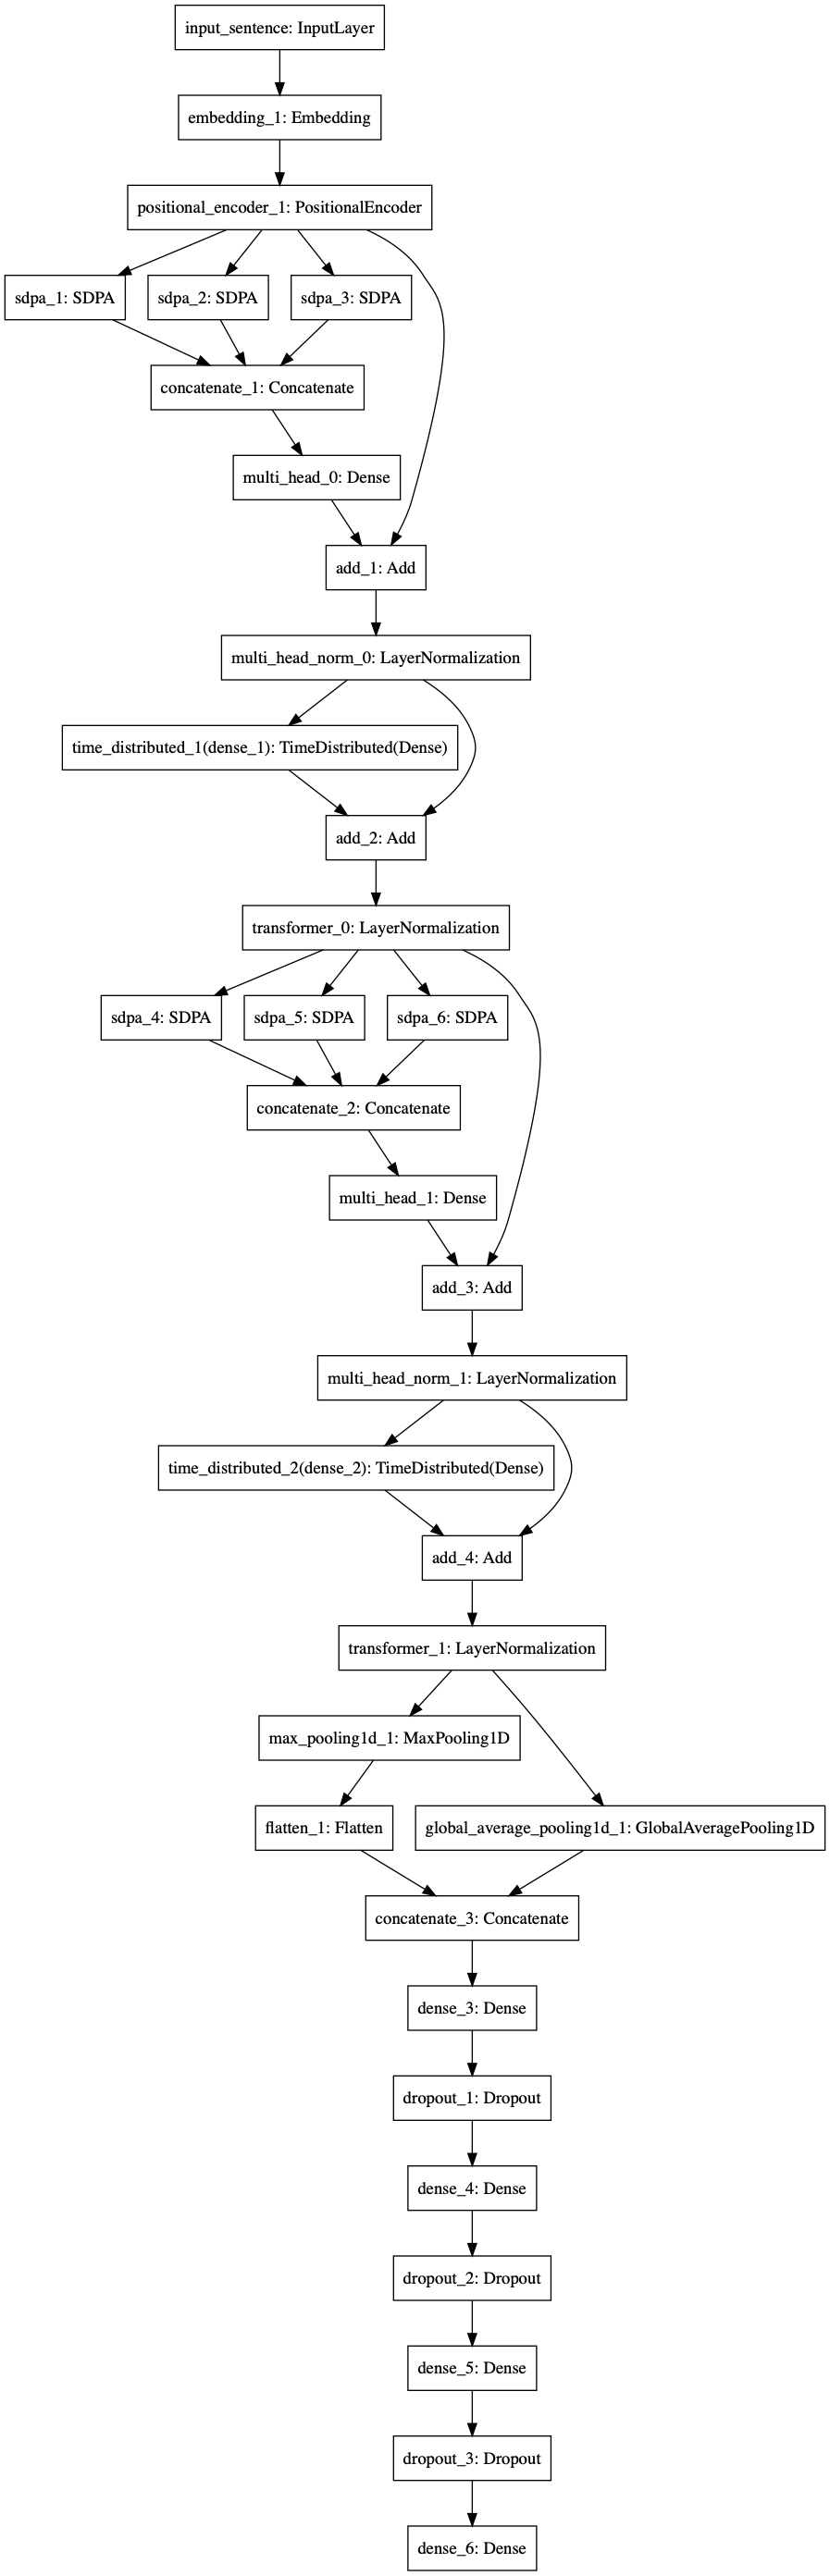 input_sentence: InputLayer
embedding_1: Embedding
positional_encoder_1: PositionalEncoder
sdpa_1: SDPA
sdpa_2: SDPA
sdpa_3: SDPA
concatenate_1: Concatenate
multi_head_0: Dense
add_1: Add
multi_head_norm_0: LayerNormalization
time_distributed_1(dense_1): TimeDistributed(Dense)
add_2: Add
transformer_0: LayerNormalization
sdpa_4: SDPA
sdpa_5: SDPA
sdpa_6: SDPA
concatenate_2: Concatenate
multi_head_1: Dense
add_3: Add
multi_head_norm_1: LayerNormalization
time_distributed_2(dense_2): TimeDistributed(Dense)
add_4: Add
transformer_1: LayerNormalization
max_pooling1d_1: MaxPooling1D
flatten_1: Flatten
global_average_pooling1d_1: GlobalAveragePooling1D
concatenate_3: Concatenate
dense_3: Dense
dropout_1: Dropout
dense_4: Dense
dropout_2: Dropout
dense_5: Dense
dropout_3: Dropout
dense_6: Dense